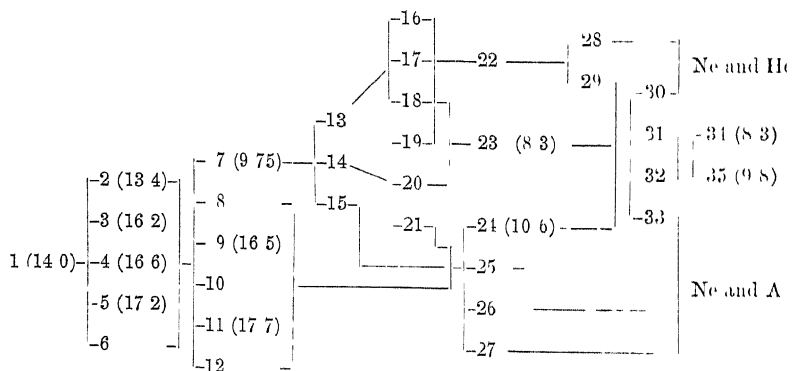 -16-
28
-17- 22
Ne and He
29
-18- -30-
-13
-19- 23 (8 3) 31 -34 (8 3)
- 7 (9 75) -14
-2 (13 4) -20 32 35 (9 8)
- 8 -15
-3 (16 2) -21 -24 (10 6) - -33
- 9 (16 5)
1 (14 0) -4 (16 6) -25
-10 Ne and A
-5 (17 2) -26
-11 (17 7)
-6 -27
-12